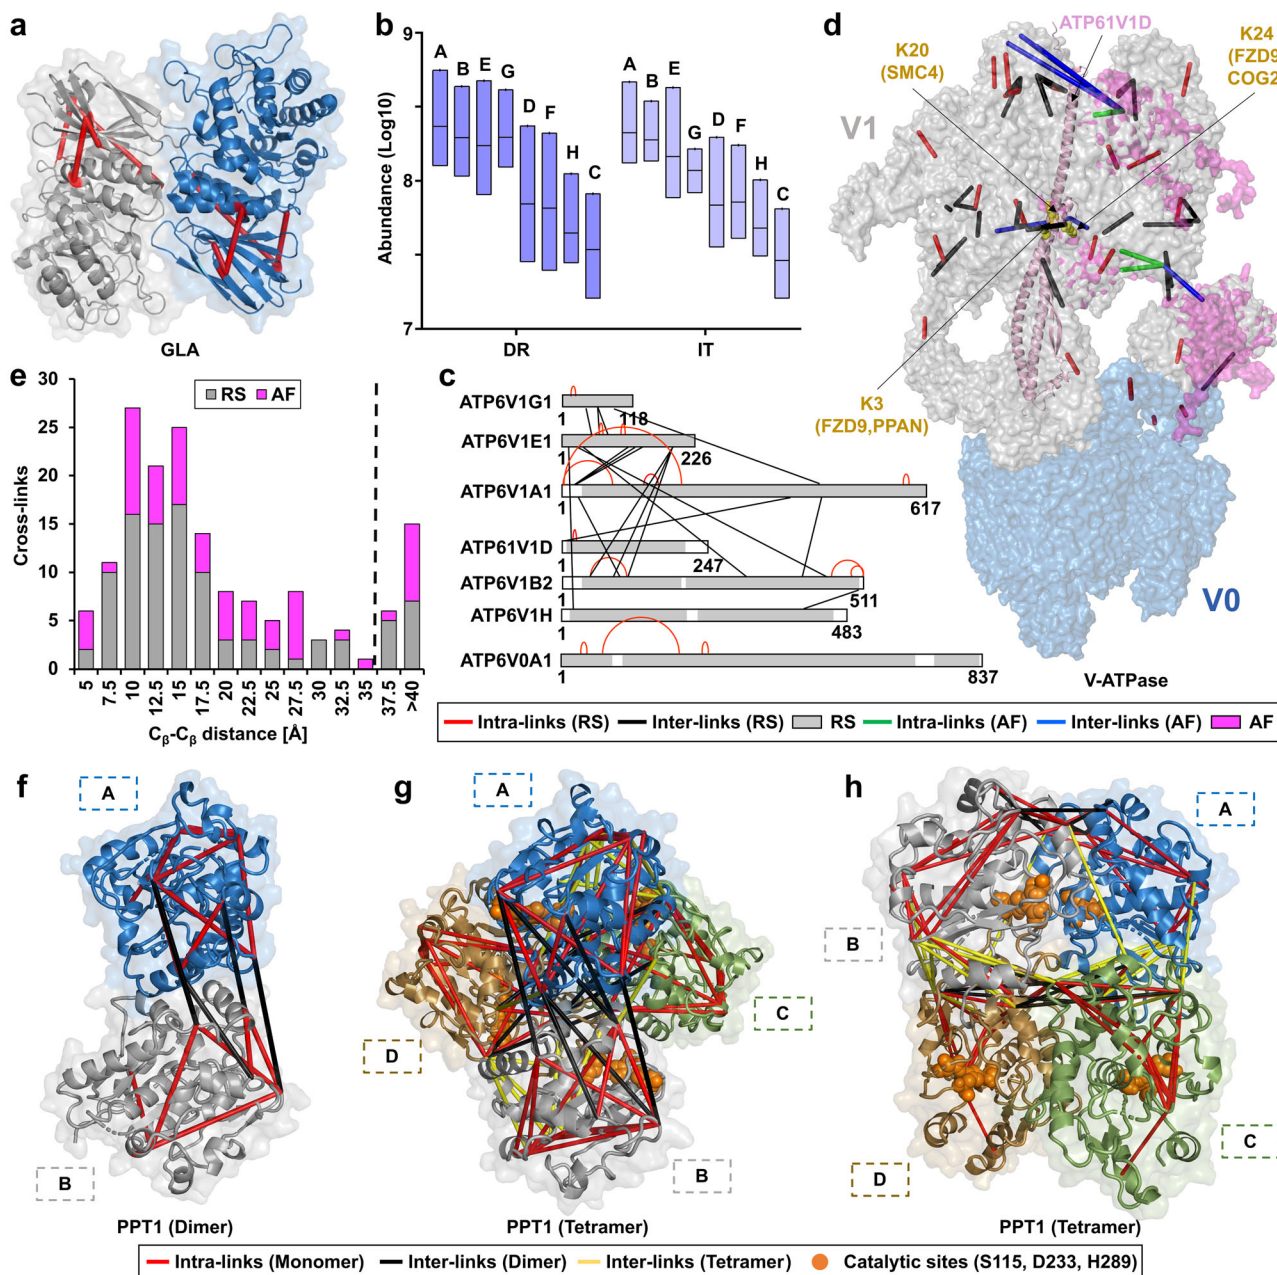 a
GLA
b
Abundance (Log10)
9
8
7
A
B
E
G
D
F
H
C
A
B
E
G
D
F
H
C
DR
IT
d
ATP61V1D
K20
(SMC4)
K24
(FZD9
COG2
V1
K3
(FZD9,PPAN)
V0
V-ATPase
e
RS
AF
Cross-links
30
25
20
15
10
5
0
5
7.5
10
12.5
15
17.5
20
22.5
25
27.5
30
32.5
35
37.5
>40
Cβ-Cβ distance [Å]
c
ATP6V1G1
1
118
ATP6V1E1
1
226
ATP6V1A1
1
617
ATP61V1D
1
247
ATP6V1B2
1
511
ATP6V1H
1
483
ATP6V0A1
1
837
Intra-links (RS) Inter-links (RS) RS Intra-links (AF) Inter-links (AF) AF
f
A
B
PPT1 (Dimer)
g
A
D
C
B
PPT1 (Tetramer)
h
A
B
D
C
PPT1 (Tetramer)
Intra-links (Monomer) Inter-links (Dimer) Inter-links (Tetramer) Catalytic sites (S115, D233, H289)